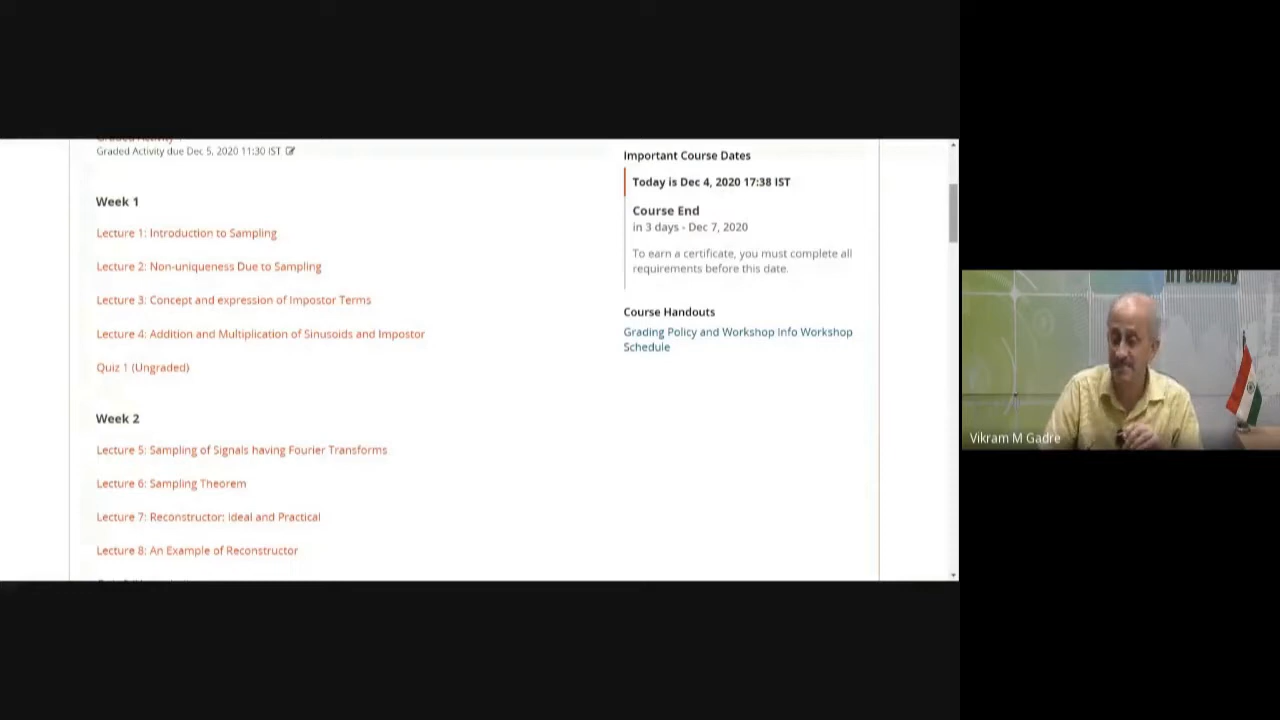 Graded Activity due Dec 5, 2020 11:30 IST
Week 1
Lecture 1: Introduction to Sampling
Lecture 2: Non-uniqueness Due to Sampling
Lecture 3: Concept and expression of Impostor Terms
Lecture 4: Addition and Multiplication of Sinusoids and Impostor
Quiz 1 (Ungraded)
Week 2
Lecture 5: Sampling of Signals having Fourier Transforms
Lecture 6: Sampling Theorem
Lecture 7: Reconstructor: Ideal and Practical
Lecture 8: An Example of Reconstructor
Important Course Dates
Today is Dec 4, 2020 17:38 IST
Course End
in 3 days - Dec 7, 2020
To earn a certificate, you must complete all
requirements before this date.
Course Handouts
Grading Policy and Workshop Info Workshop
Schedule
IIT Bombay
Vikram M Gadre